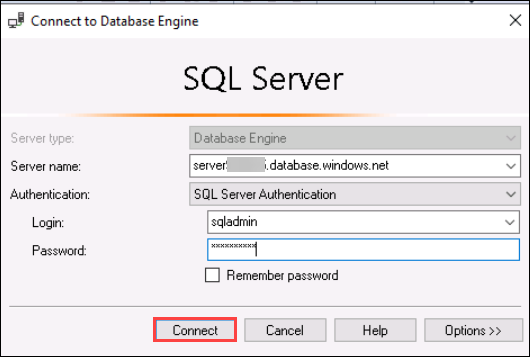 Connect to Database Engine
SQL Server
Server type: Database Engine
Server name: server .database.windows.net
Authentication: SQL Server Authentication
Login: sqladmin
Password: **********
Remember password
Connect Cancel Help Options >>